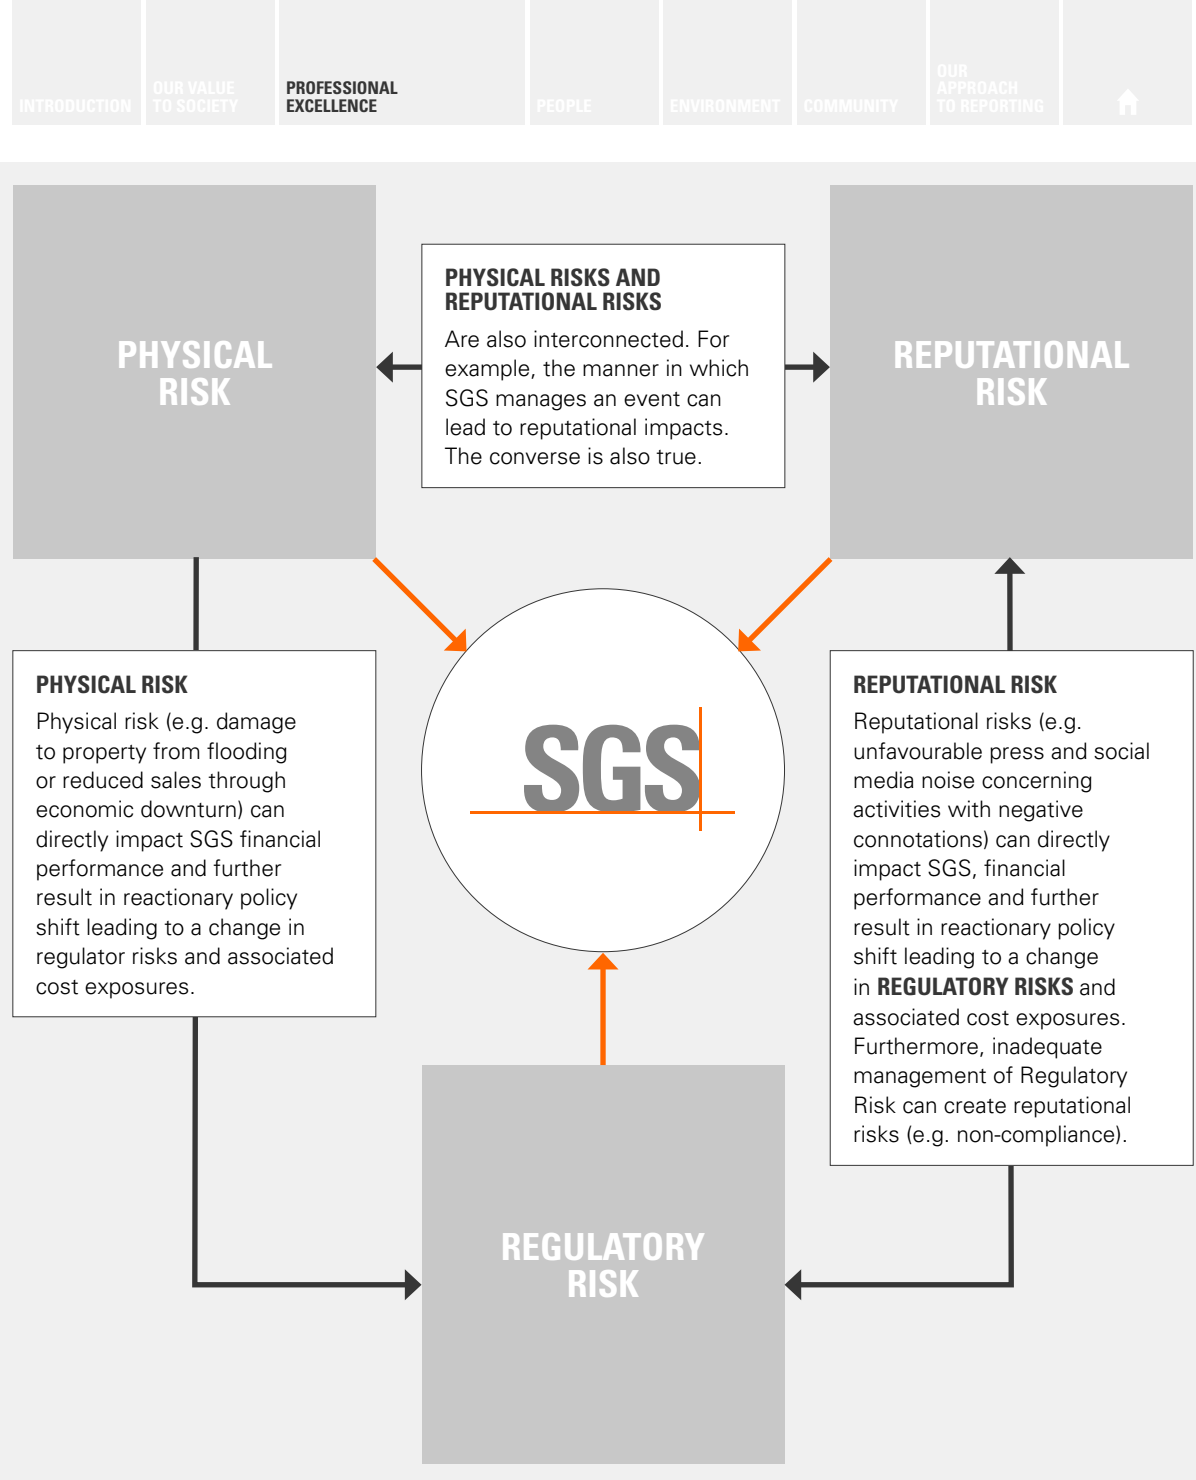 INTRODUCTION
OUR VALUE
TO SOCIETY
PROFESSIONAL
EXCELLENCE
PEOPLE
ENVIRONMENT
COMMUNITY
OUR
APPROACH
TO REPORTING
PHYSICAL
RISK
PHYSICAL RISKS AND
REPUTATIONAL RISKS
Are also interconnected. For
example, the manner in which
SGS manages an event can
lead to reputational impacts.
The converse is also true.
REPUTATIONAL
RISK
PHYSICAL RISK
Physical risk (e.g. damage
to property from flooding
or reduced sales through
economic downturn) can
directly impact SGS financial
performance and further
result in reactionary policy
shift leading to a change in
regulator risks and associated
cost exposures.
SGS
REPUTATIONAL RISK
Reputational risks (e.g.
unfavourable press and social
media noise concerning
activities with negative
connotations) can directly
impact SGS, financial
performance and further
result in reactionary policy
shift leading to a change
in REGULATORY RISKS and
associated cost exposures.
Furthermore, inadequate
management of Regulatory
Risk can create reputational
risks (e.g. non-compliance).
REGULATORY
RISK